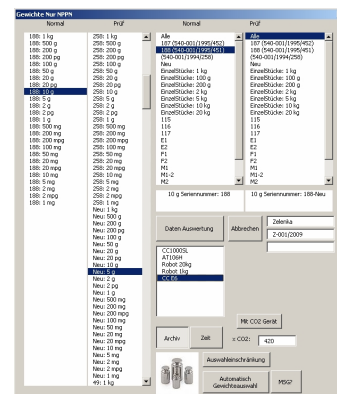 Gewichte Nur NPPN
Normal Prüf Normal Prüf
188: 1 kg
188: 500 g
188: 200 g
188: 200 pg
188: 100 g
188: 50 g
188: 20 g
188: 20 pg
188: 10 g
188: 5 g
188: 2 g
188: 2 pg
188: 1 g
188: 500 mg
188: 200 mg
188: 200 mpg
188: 100 mg
188: 50 mg
188: 20 mg
188: 20 mpg
188: 10 mg
188: 5 mg
188: 2 mg
188: 2 mpg
188: 1 mg
258: 1 kg
258: 500 g
258: 200 g
258: 200 pg
258: 100 g
258: 50 g
258: 20 g
258: 20 pg
258: 10 g
258: 5 g
258: 2 g
258: 2 pg
258: 1 g
258: 500 mg
258: 200 mg
258: 200 mpg
258: 100 mg
258: 50 mg
258: 20 mg
258: 20 mpg
258: 10 mg
258: 5 mg
258: 2 mg
258: 2 mpg
258: 1 mg
Neu: 1 kg
Neu: 500 g
Neu: 200 g
Neu: 200 pg
Neu: 100 g
Neu: 50 g
Neu: 20 g
Neu: 20 pg
Neu: 10 g
Neu: 5 g
Neu: 2 g
Neu: 2 pg
Neu: 1 g
Neu: 500 mg
Neu: 200 mg
Neu: 200 mpg
Neu: 100 mg
Neu: 50 mg
Neu: 20 mg
Neu: 20 mpg
Neu: 10 mg
Neu: 5 mg
Neu: 2 mg
Neu: 2 mpg
Neu: 1 mg
49: 1 kg
Alle
187 (540-001/1995/452)
188 (540-001/1995/451)
(540-001/1994/258)
Neu
EinzelStücke: 1 kg
EinzelStücke: 100 g
EinzelStücke: 200 g
EinzelStücke: 2 kg
EinzelStücke: 5 kg
EinzelStücke: 10 kg
EinzelStücke: 20 kg
115
116
117
E1
E2
F1
F2
M1
M1-2
M2
Alle
187 (540-001/1995/452)
188 (540-001/1995/451)
(540-001/1994/258)
Neu
EinzelStücke: 1 kg
EinzelStücke: 100 g
EinzelStücke: 200 g
EinzelStücke: 2 kg
EinzelStücke: 5 kg
EinzelStücke: 10 kg
EinzelStücke: 20 kg
115
116
117
E1
E2
F1
F2
M1
M1-2
M2
10 g Seriennummer: 188
10 g Seriennummer: 188-Neu
Daten Auswertung
Abbrechen
Zelenka
Z-001/2009
CC1000SL
AT106H
Robot 20kg
Robot 1kg
CC E6
Mit CO2 Gerät
Archiv
Zeit
± CO2: 420
Auswahleinschränkung
Automatisch
Gewichteauswahl
MSG?